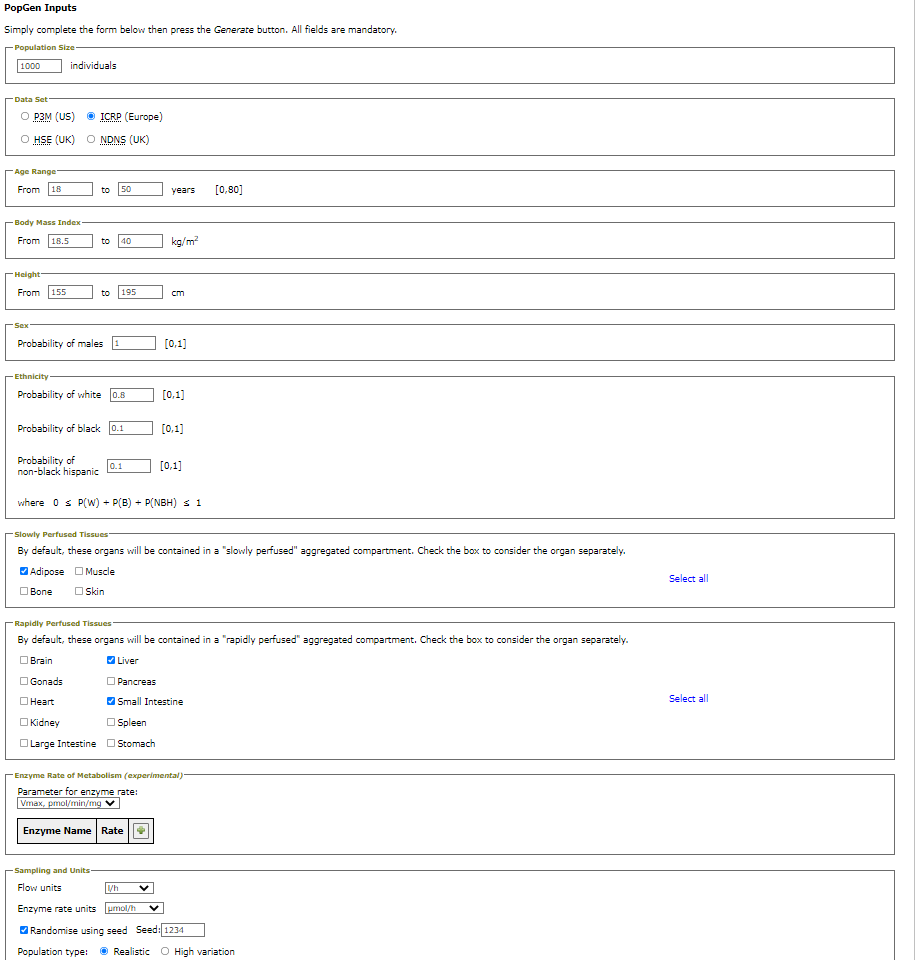 PopGen Inputs
Simply complete the form below then press the Generate button. All fields are mandatory.
Population Size
1000 individuals
Data Set
P3M (US) ICRP (Europe)
HSE (UK) NDNS (UK)
Age Range
From 18 to 50 years [0,80]
Body Mass Index
From 18.5 to 40 kg/m²
Height
From 155 to 195 cm
Sex
Probability of males 1 [0,1]
Ethnicity
Probability of white 0.8 [0,1]
Probability of black 0.1 [0,1]
Probability of
non-black hispanic 0.1 [0,1]
where 0 ≤ P(W) + P(B) + P(NBH) ≤ 1
Slowly Perfused Tissues
By default, these organs will be contained in a "slowly perfused" aggregated compartment. Check the box to consider the organ separately.
Adipose Muscle
Select all
Bone Skin
Rapidly Perfused Tissues
By default, these organs will be contained in a "rapidly perfused" aggregated compartment. Check the box to consider the organ separately.
Brain Liver
Gonads Pancreas
Heart Small Intestine Select all
Kidney Spleen
Large Intestine Stomach
Enzyme Rate of Metabolism (experimental)
Parameter for enzyme rate:
Vmax, pmol/min/mg
Enzyme Name Rate
Sampling and Units
Flow units l/h
Enzyme rate units µmol/h
Randomise using seed Seed: 1234
Population type: Realistic High variation